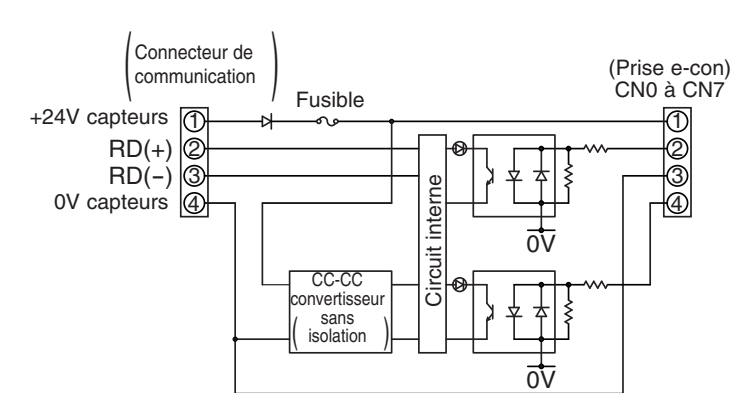 (Connecteur de
communication)
(Prise e-con)
CN0 à CN7
+24V capteurs ①
Fusible
①
RD(+) ②
②
RD(−) ③
③
0V capteurs ④
④
Circuit interne
0V
CC-CC
convertisseur
(sans
isolation)
0V